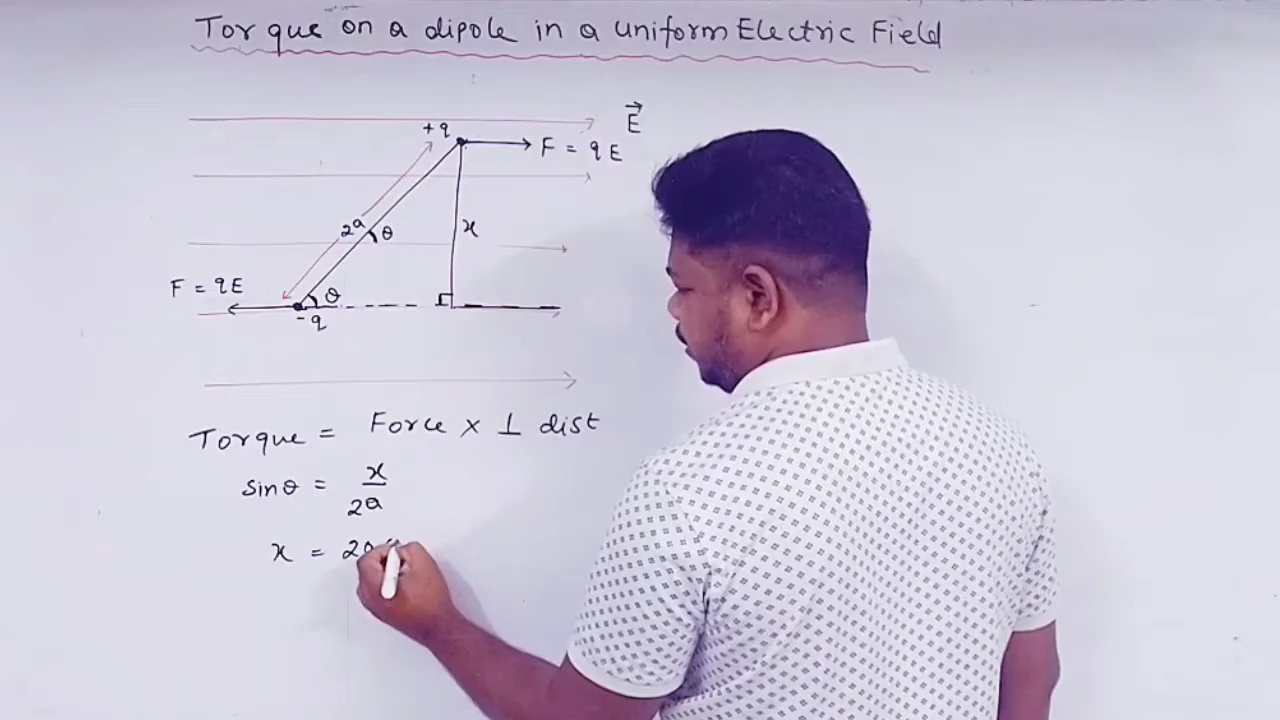 Torque on a dipole in a uniform Electric Field
E
+q
F = qE
2a
θ
x
F = qE
θ
-q
Torque = Force × ⊥ dist
sinθ = x/2a
x = 2a